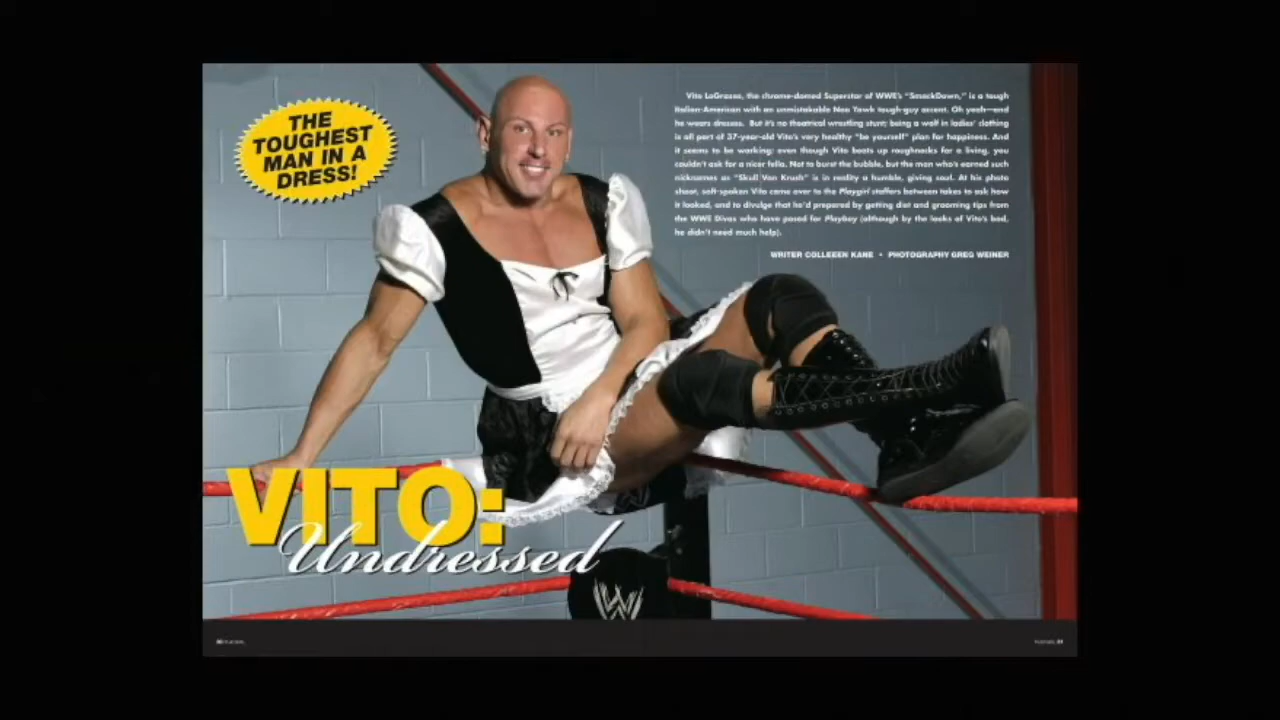 THE
TOUGHEST
MAN IN A
DRESS!
Vito LoGrasso, the chrome-domed Superstar of WWE's "SmackDown," is a tough
Italian-American with an unmistakable Noo Yawk tough-guy accent. Oh yeah—and
he wears dresses. But it's no theatrical wrestling stunt; being a wolf in ladies' clothing
is all part of 37-year-old Vito's very healthy "be yourself" plan for happiness. And
it seems to be working: even though Vito beats up roughnecks for a living, you
couldn't ask for a nicer fella. Not to burst the bubble, but the man who's earned such
nicknames as "Skull Von Krush" is in reality a humble, giving soul. At his photo
shoot, soft-spoken Vito came over to the Playgirl staffers between takes to ask how
it looked, and to divulge that he'd prepared by getting diet and grooming tips from
the WWE Divas who have posed for Playboy (although by the looks of Vito's bod,
he didn't need much help).
WRITER COLLEEN KANE • PHOTOGRAPHY GREG WEINER
VITO:
Undressed
W